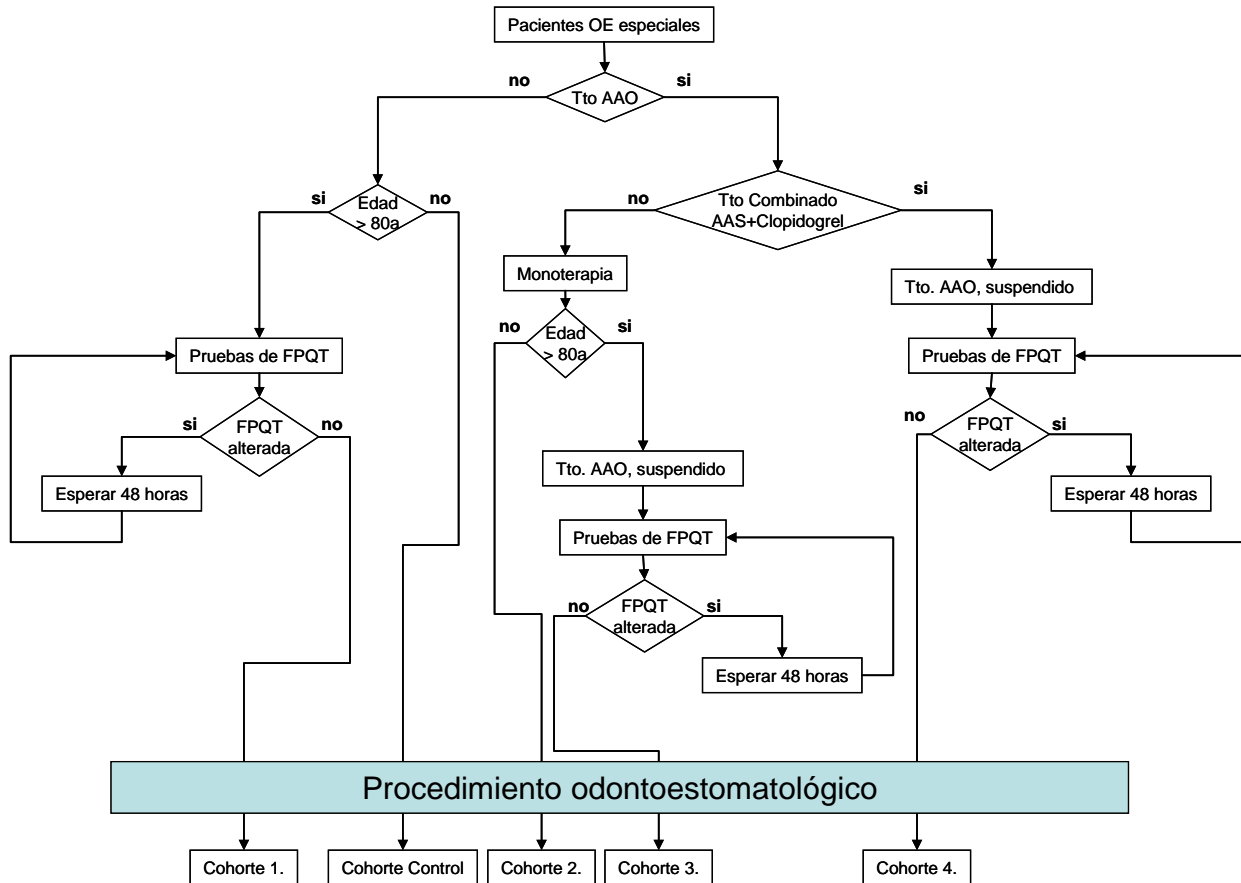 Pacientes OE especiales
no
si
Tto AAO
si
Edad
> 80a
no
no
Tto Combinado
AAS+Clopidogrel
si
Monoterapia
Tto. AAO, suspendido
no
Edad
> 80a
si
Pruebas de FPQT
Pruebas de FPQT
si
FPQT
alterada
no
no
FPQT
alterada
si
Tto. AAO, suspendido
Esperar 48 horas
Esperar 48 horas
Pruebas de FPQT
no
FPQT
alterada
si
Esperar 48 horas
Procedimiento odontoestomatológico
Cohorte 1.
Cohorte Control
Cohorte 2.
Cohorte 3.
Cohorte 4.